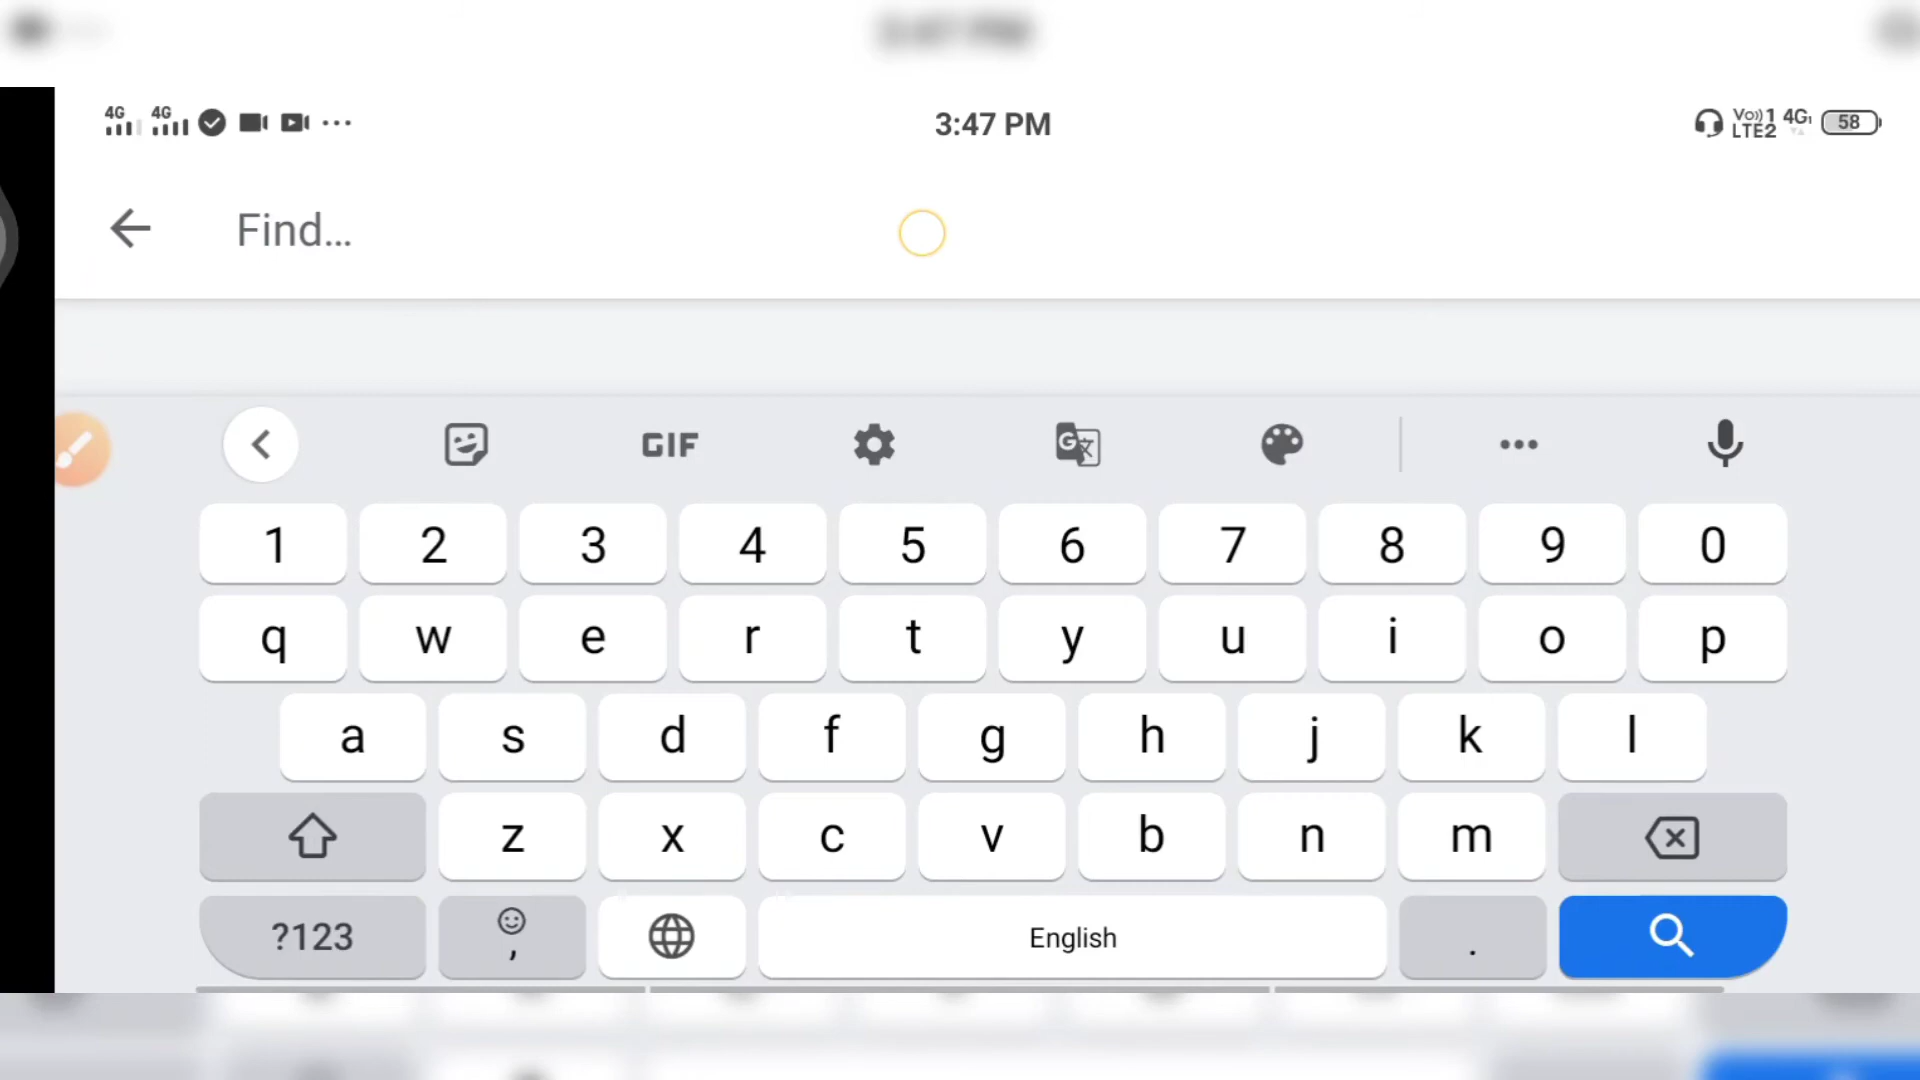 4G 4G 3:47 PM Vo))1 LTE2 4G1 58
Find...
GIF G
1 2 3 4 5 6 7 8 9 0
q w e r t y u i o p
a s d f g h j k l
z x c v b n m
?123 , English .